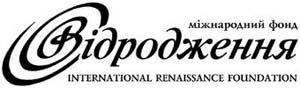 міжнародний фонд
Відродження
INTERNATIONAL RENAISSANCE FOUNDATION